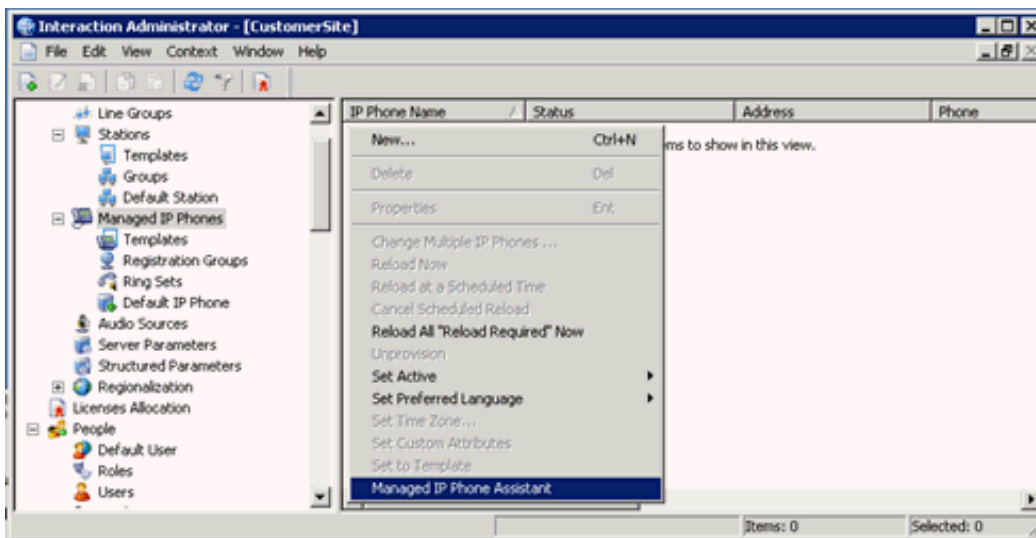 Interaction Administrator - [CustomerSite]
File Edit View Context Window Help
Line Groups
Stations
Templates
Groups
Default Station
Managed IP Phones
Templates
Registration Groups
Ring Sets
Default IP Phone
Audio Sources
Server Parameters
Structured Parameters
Regionalization
Licenses Allocation
People
Default User
Roles
Users
IP Phone Name Status Address Phone
ms to show in this view.
New... Ctrl+N
Delete Del
Properties Ent
Change Multiple IP Phones ...
Reload Now
Reload at a Scheduled Time
Cancel Scheduled Reload
Reload All "Reload Required" Now
Unprovision
Set Active
Set Preferred Language
Set Time Zone...
Set Custom Attributes
Set to Template
Managed IP Phone Assistant
Items: 0 Selected: 0